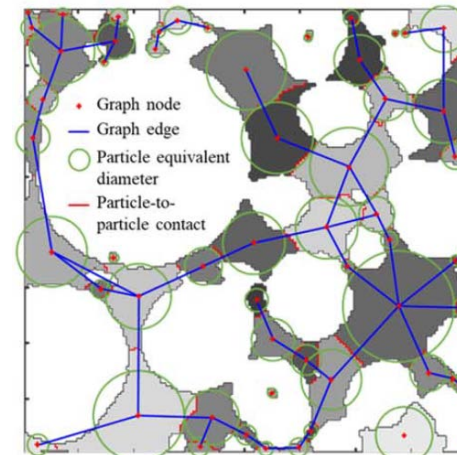 Graph node
Graph edge
Particle equivalent
diameter
Particle-to-
particle contact